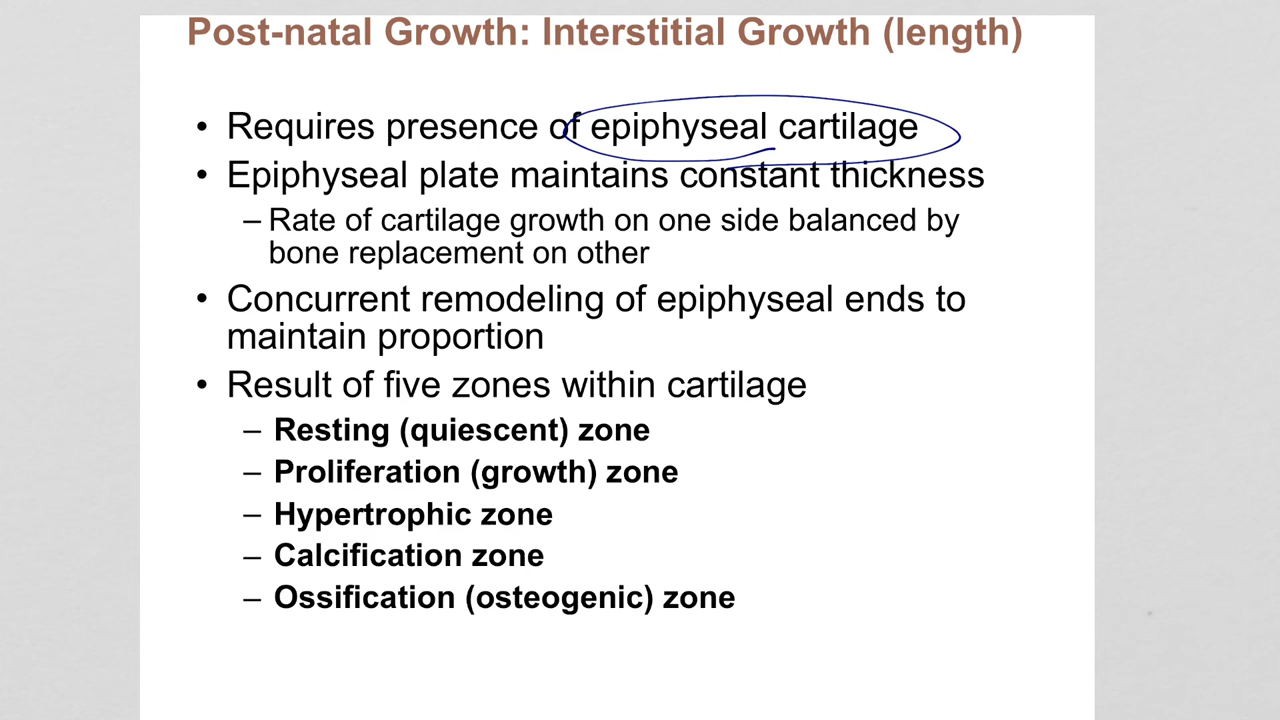 Post-natal Growth: Interstitial Growth (length)
• Requires presence of epiphyseal cartilage
• Epiphyseal plate maintains constant thickness
– Rate of cartilage growth on one side balanced by
bone replacement on other
• Concurrent remodeling of epiphyseal ends to
maintain proportion
• Result of five zones within cartilage
– Resting (quiescent) zone
– Proliferation (growth) zone
– Hypertrophic zone
– Calcification zone
– Ossification (osteogenic) zone